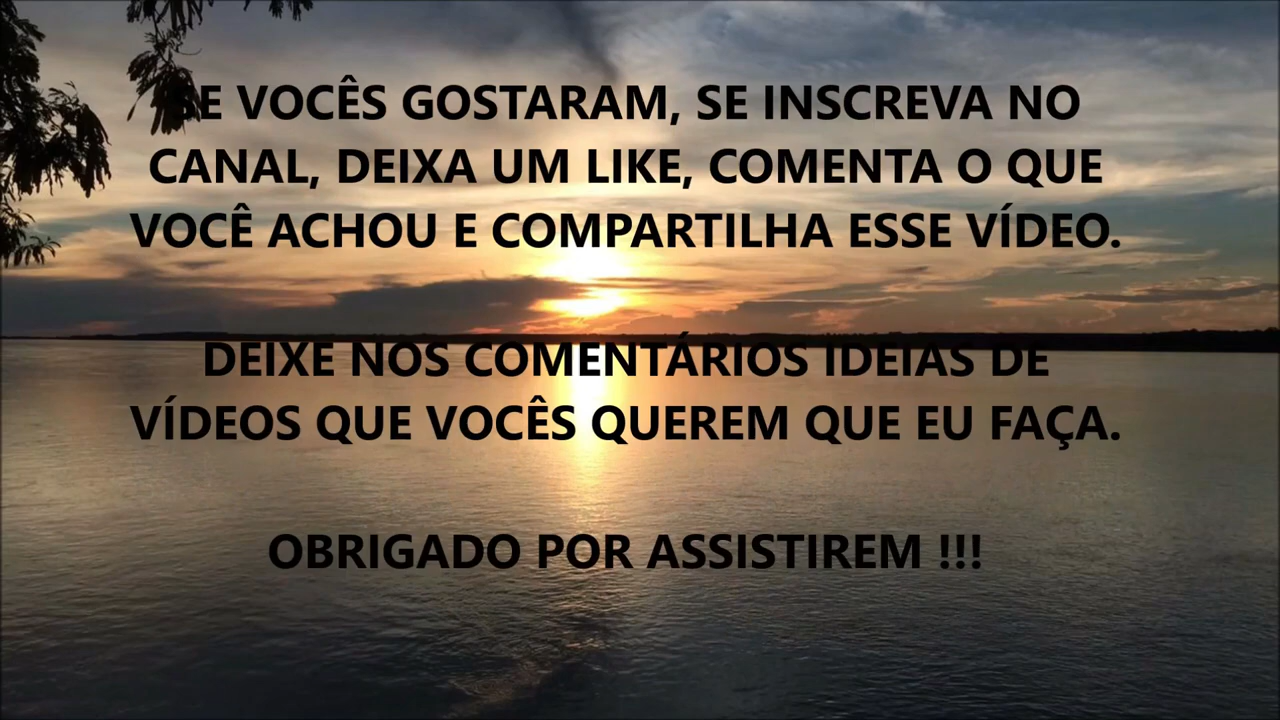 SE VOCÊS GOSTARAM, SE INSCREVA NO
CANAL, DEIXA UM LIKE, COMENTA O QUE
VOCÊ ACHOU E COMPARTILHA ESSE VÍDEO.
DEIXE NOS COMENTÁRIOS IDEIAS DE
VÍDEOS QUE VOCÊS QUEREM QUE EU FAÇA.
OBRIGADO POR ASSISTIREM !!!